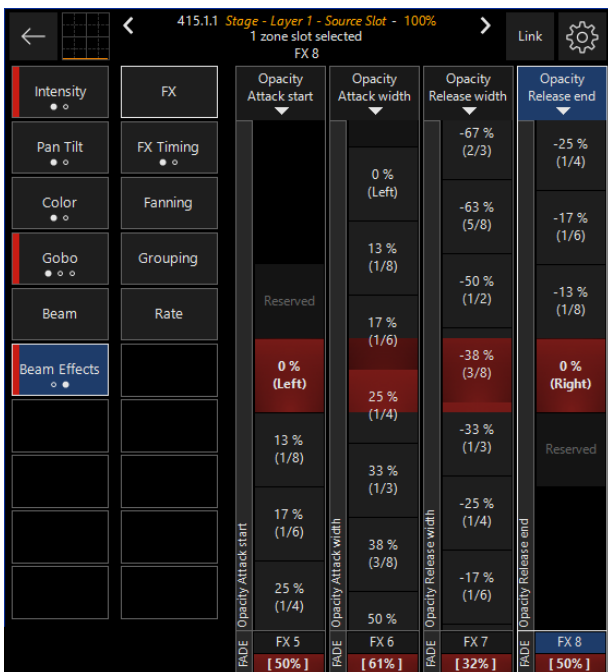 415.1.1 Stage - Layer 1 - Source Slot - 100%
1 zone slot selected
FX 8
Link
Intensity
Pan Tilt
Color
Gobo
Beam
Beam Effects
FX
FX Timing
Fanning
Grouping
Rate
Opacity
Attack start
Reserved
0 %
(Left)
13 %
(1/8)
17 %
(1/6)
25 %
(1/4)
Opacity Attack start
FADE
FX 5
[ 50% ]
Opacity
Attack width
0 %
(Left)
13 %
(1/8)
17 %
(1/6)
25 %
(1/4)
33 %
(1/3)
38 %
(3/8)
50 %
Opacity Attack width
FADE
FX 6
[ 61% ]
Opacity
Release width
-67 %
(2/3)
-63 %
(5/8)
-50 %
(1/2)
-38 %
(3/8)
-33 %
(1/3)
-25 %
(1/4)
-17 %
(1/6)
Opacity Release width
FADE
FX 7
[ 32% ]
Opacity
Release end
-25 %
(1/4)
-17 %
(1/6)
-13 %
(1/8)
0 %
(Right)
Reserved
Opacity Release end
FADE
FX 8
[ 50% ]